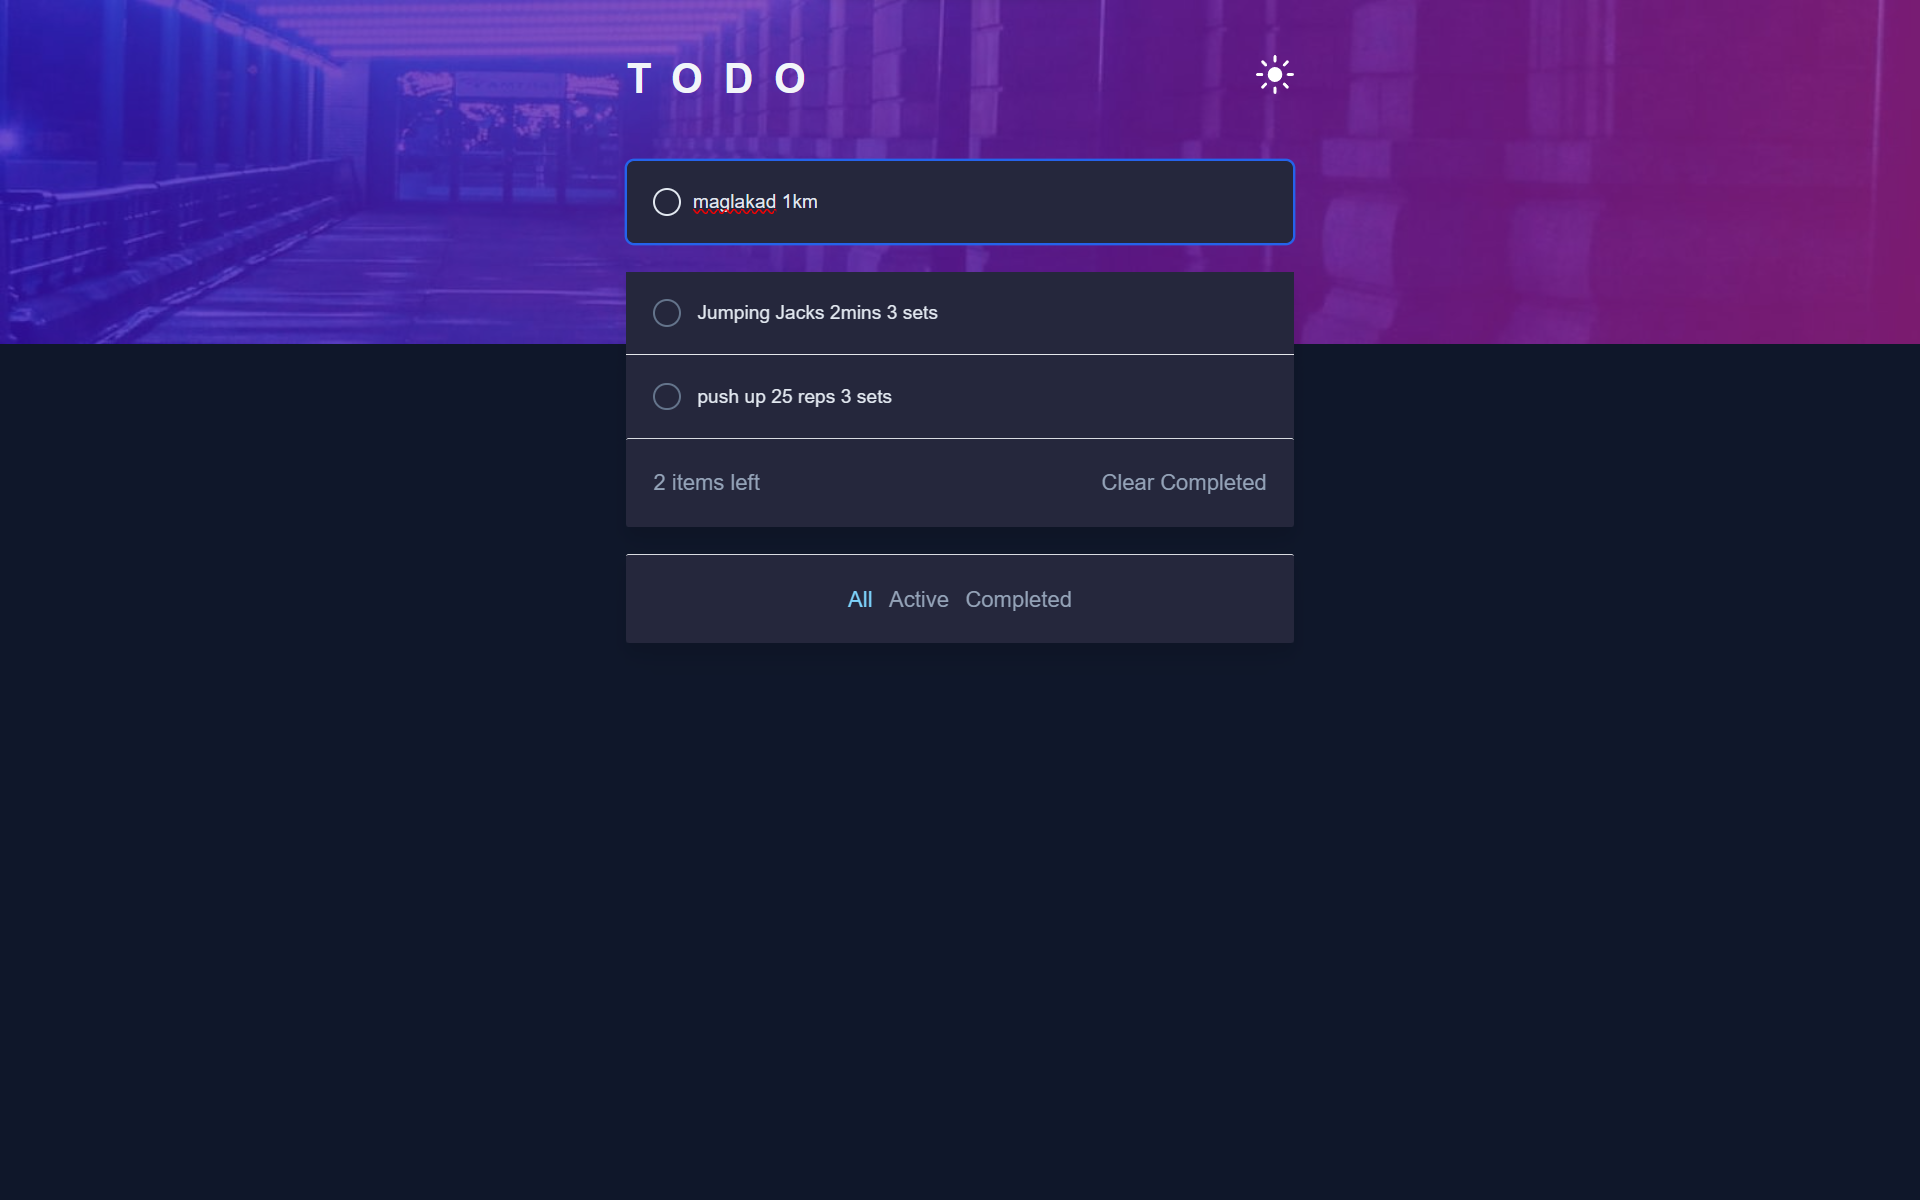 TODO
maglakad 1km
Jumping Jacks 2mins 3 sets
push up 25 reps 3 sets
2 items left Clear Completed
All Active Completed